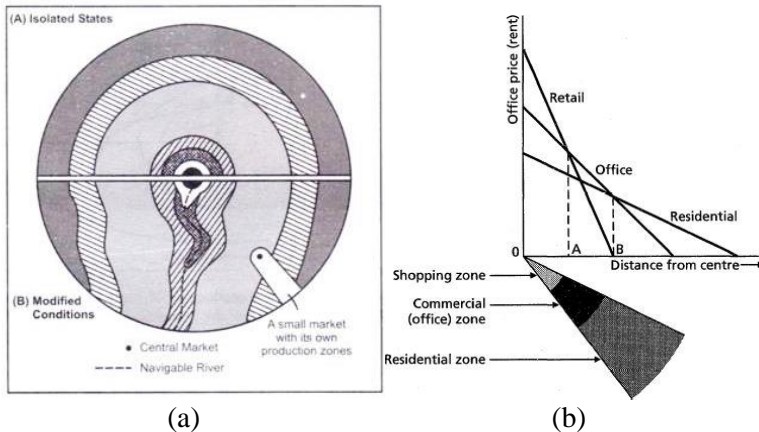 (A) Isolated States
(B) Modified
Conditions
A small market
with its own
production zones
Central Market
Navigable River
(a)
Office price (rent)
Retail
Office
Residential
0
A
B
Distance from centre
Shopping zone
Commercial
(office) zone
Residential zone
(b)